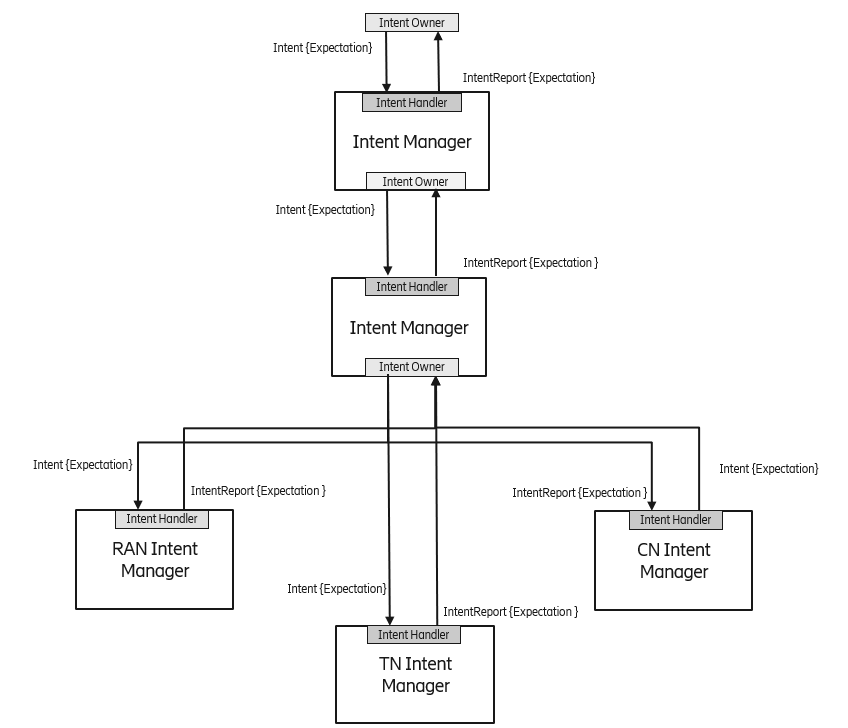 Intent Owner
Intent {Expectation}
IntentReport {Expectation}
Intent Handler
Intent Manager
Intent Owner
Intent {Expectation}
IntentReport {Expectation }
Intent Handler
Intent Manager
Intent Owner
Intent {Expectation}
IntentReport {Expectation }
IntentReport {Expectation }
Intent {Expectation}
Intent Handler
RAN Intent
Manager
Intent Handler
CN Intent
Manager
Intent {Expectation}
IntentReport {Expectation }
Intent Handler
TN Intent
Manager